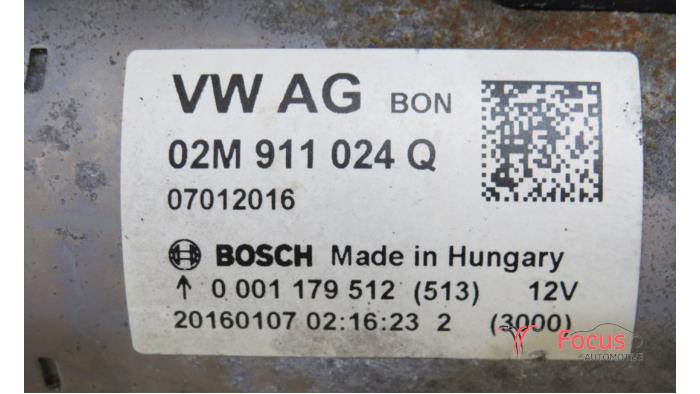 VW AG BON
02M 911 024 Q
07012016
BOSCH Made in Hungary
↑ 0 001 179 512 (513) 12V
20160107 02:16:23 2 (3000)
Focus
AUTOMOTIVE